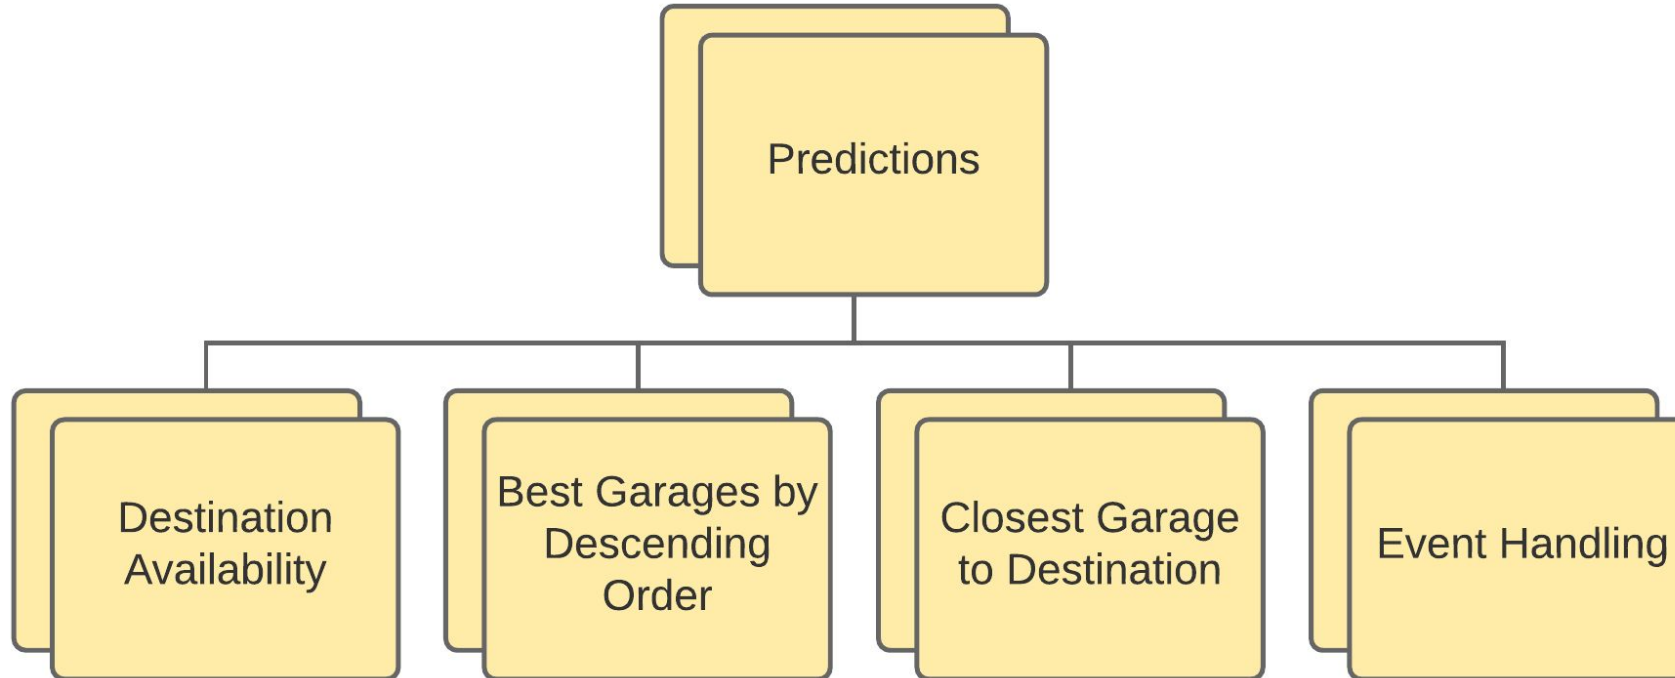 Predictions
Destination
Availability
Best Garages by
Descending
Order
Closest Garage
to Destination
Event Handling